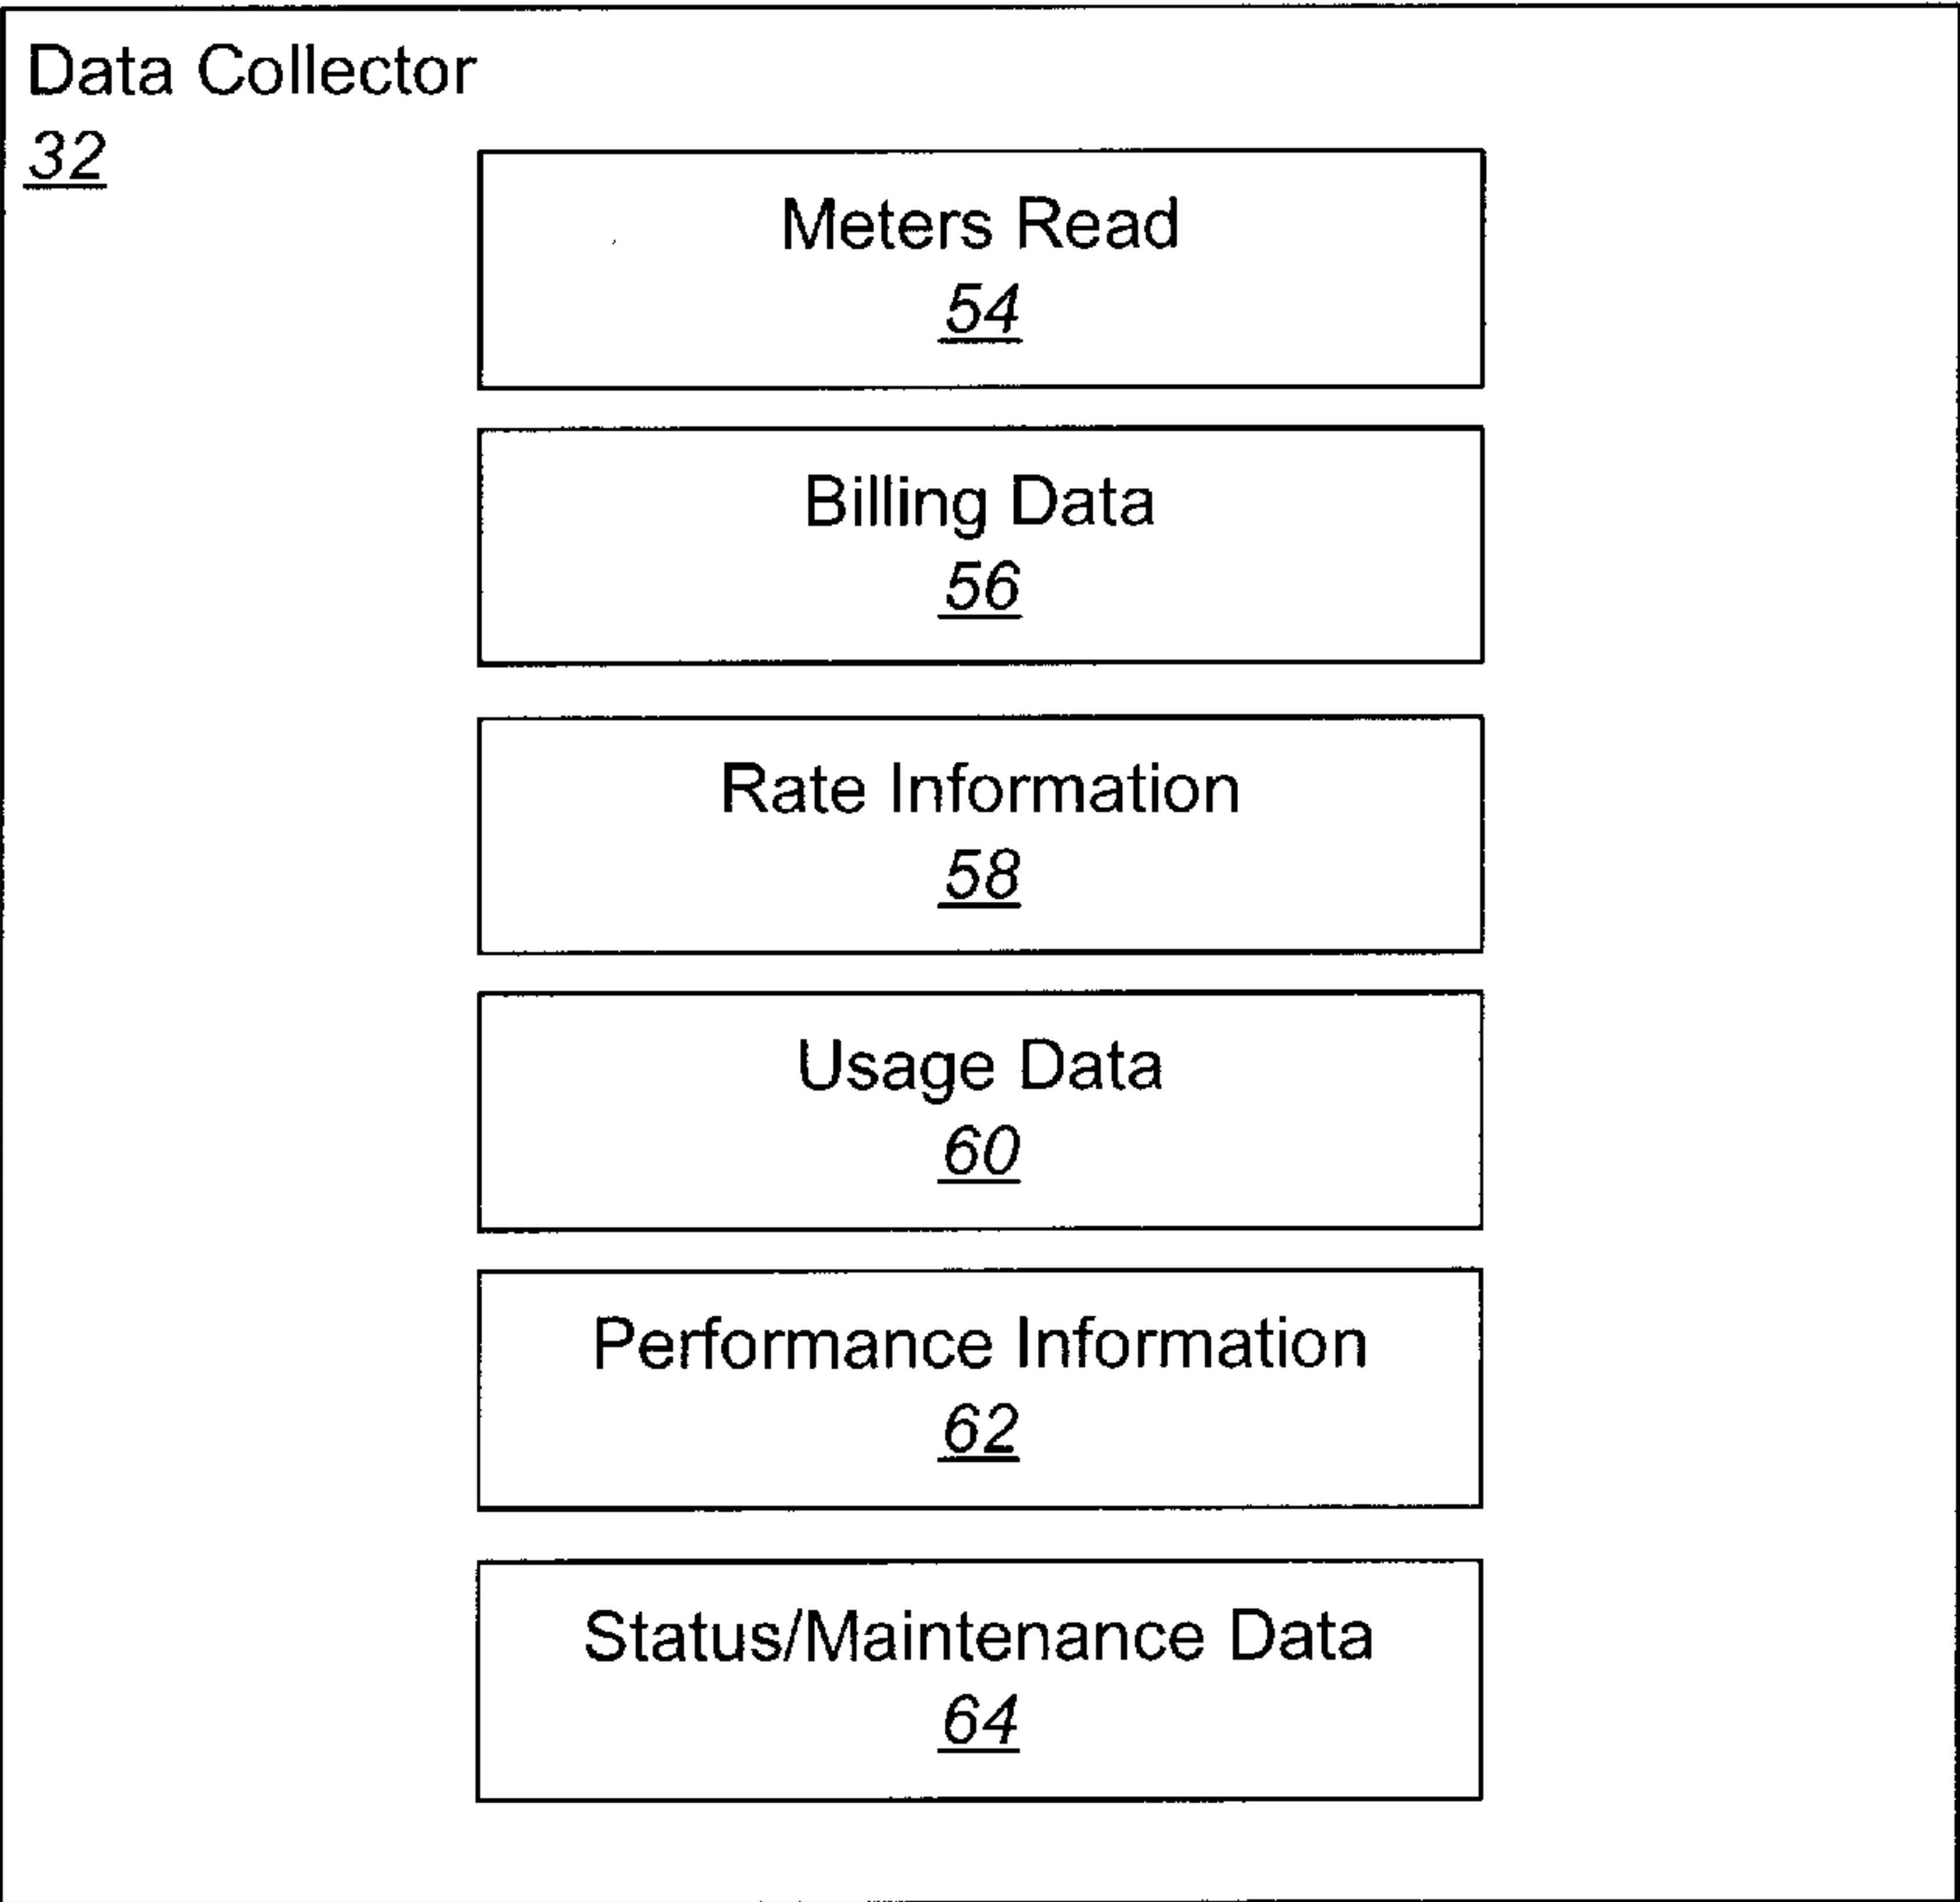 Data Collector
32
Meters Read
54
Billing Data
56
Rate Information
58
Usage Data
60
Performance Information
62
Status/Maintenance Data
64